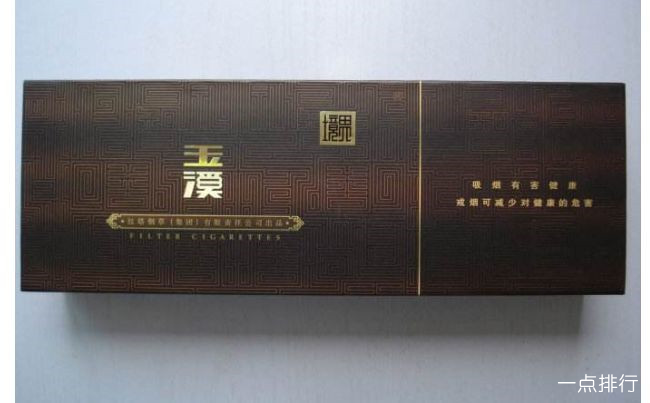 境界
玉溪
红塔烟草（集团）有限责任公司出品
FILTER CIGARETTES
吸烟有害健康
戒烟可减少对健康的危害
一点排行